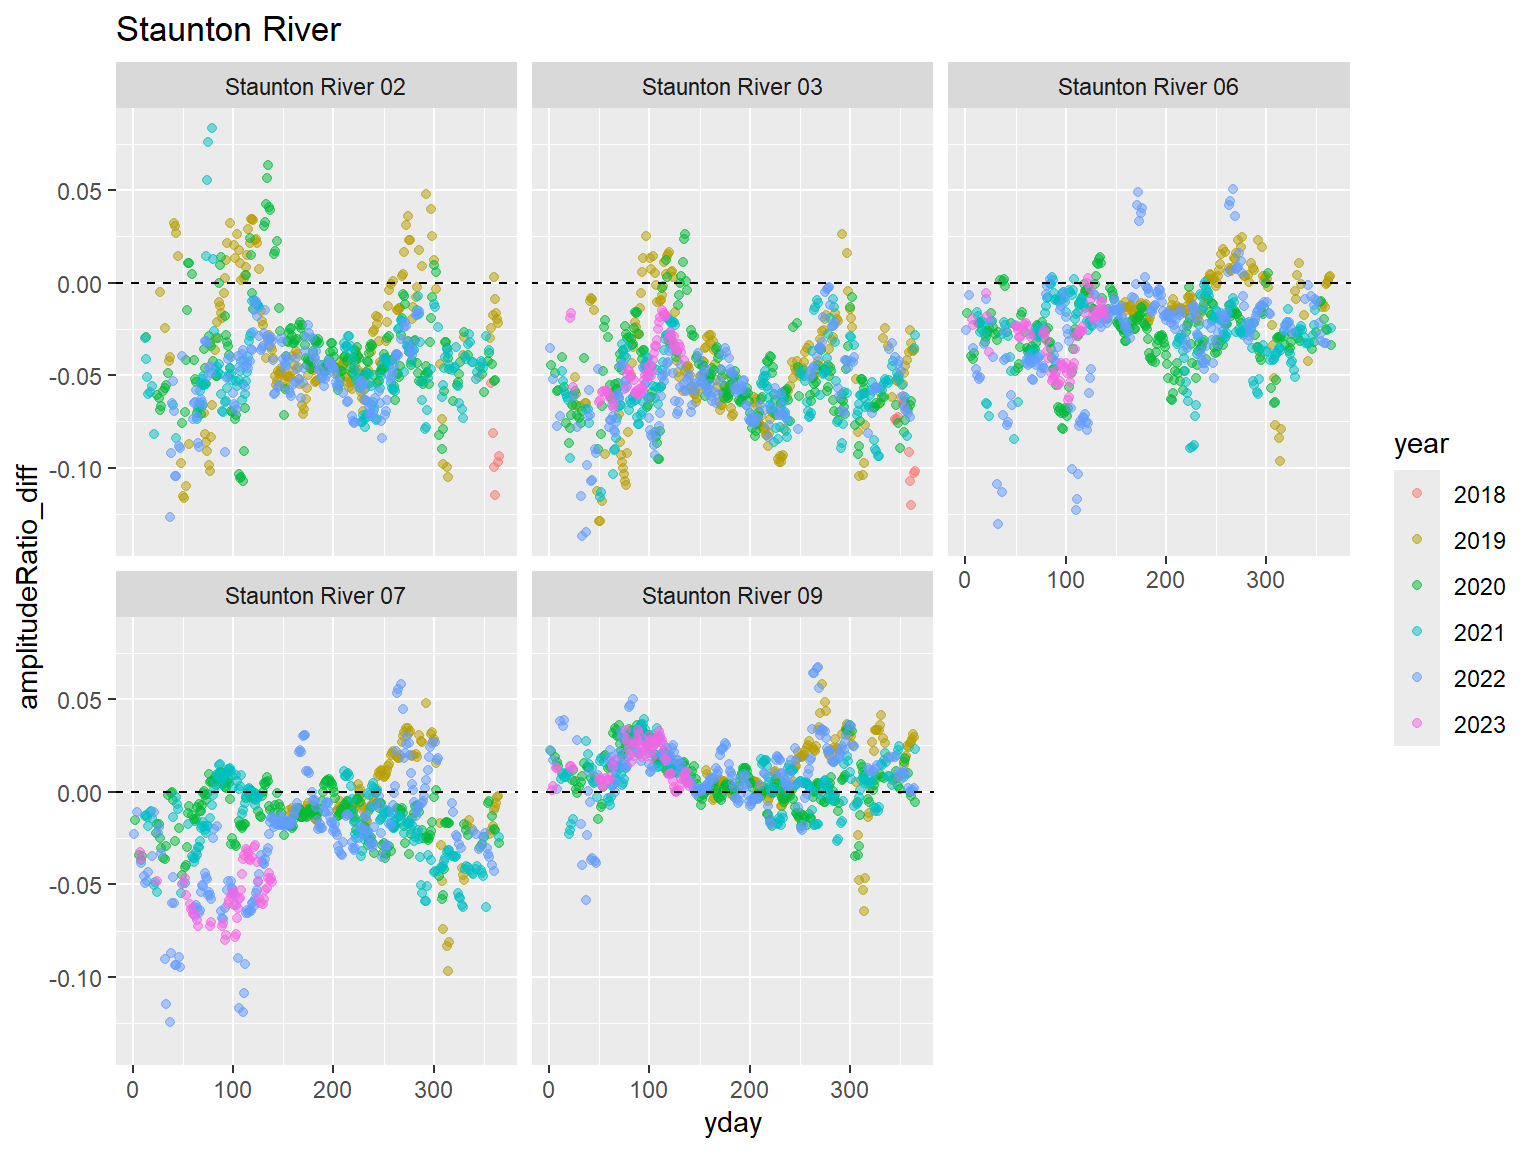 Staunton River
Staunton River 02
Staunton River 03
Staunton River 06
0.05
0.00
-0.05
-0.10
0 100 200 300
Staunton River 07
Staunton River 09
0.05
0.00
-0.05
-0.10
0 100 200 300
0 100 200 300
amplitudeRatio_diff
yday
year
2018
2019
2020
2021
2022
2023